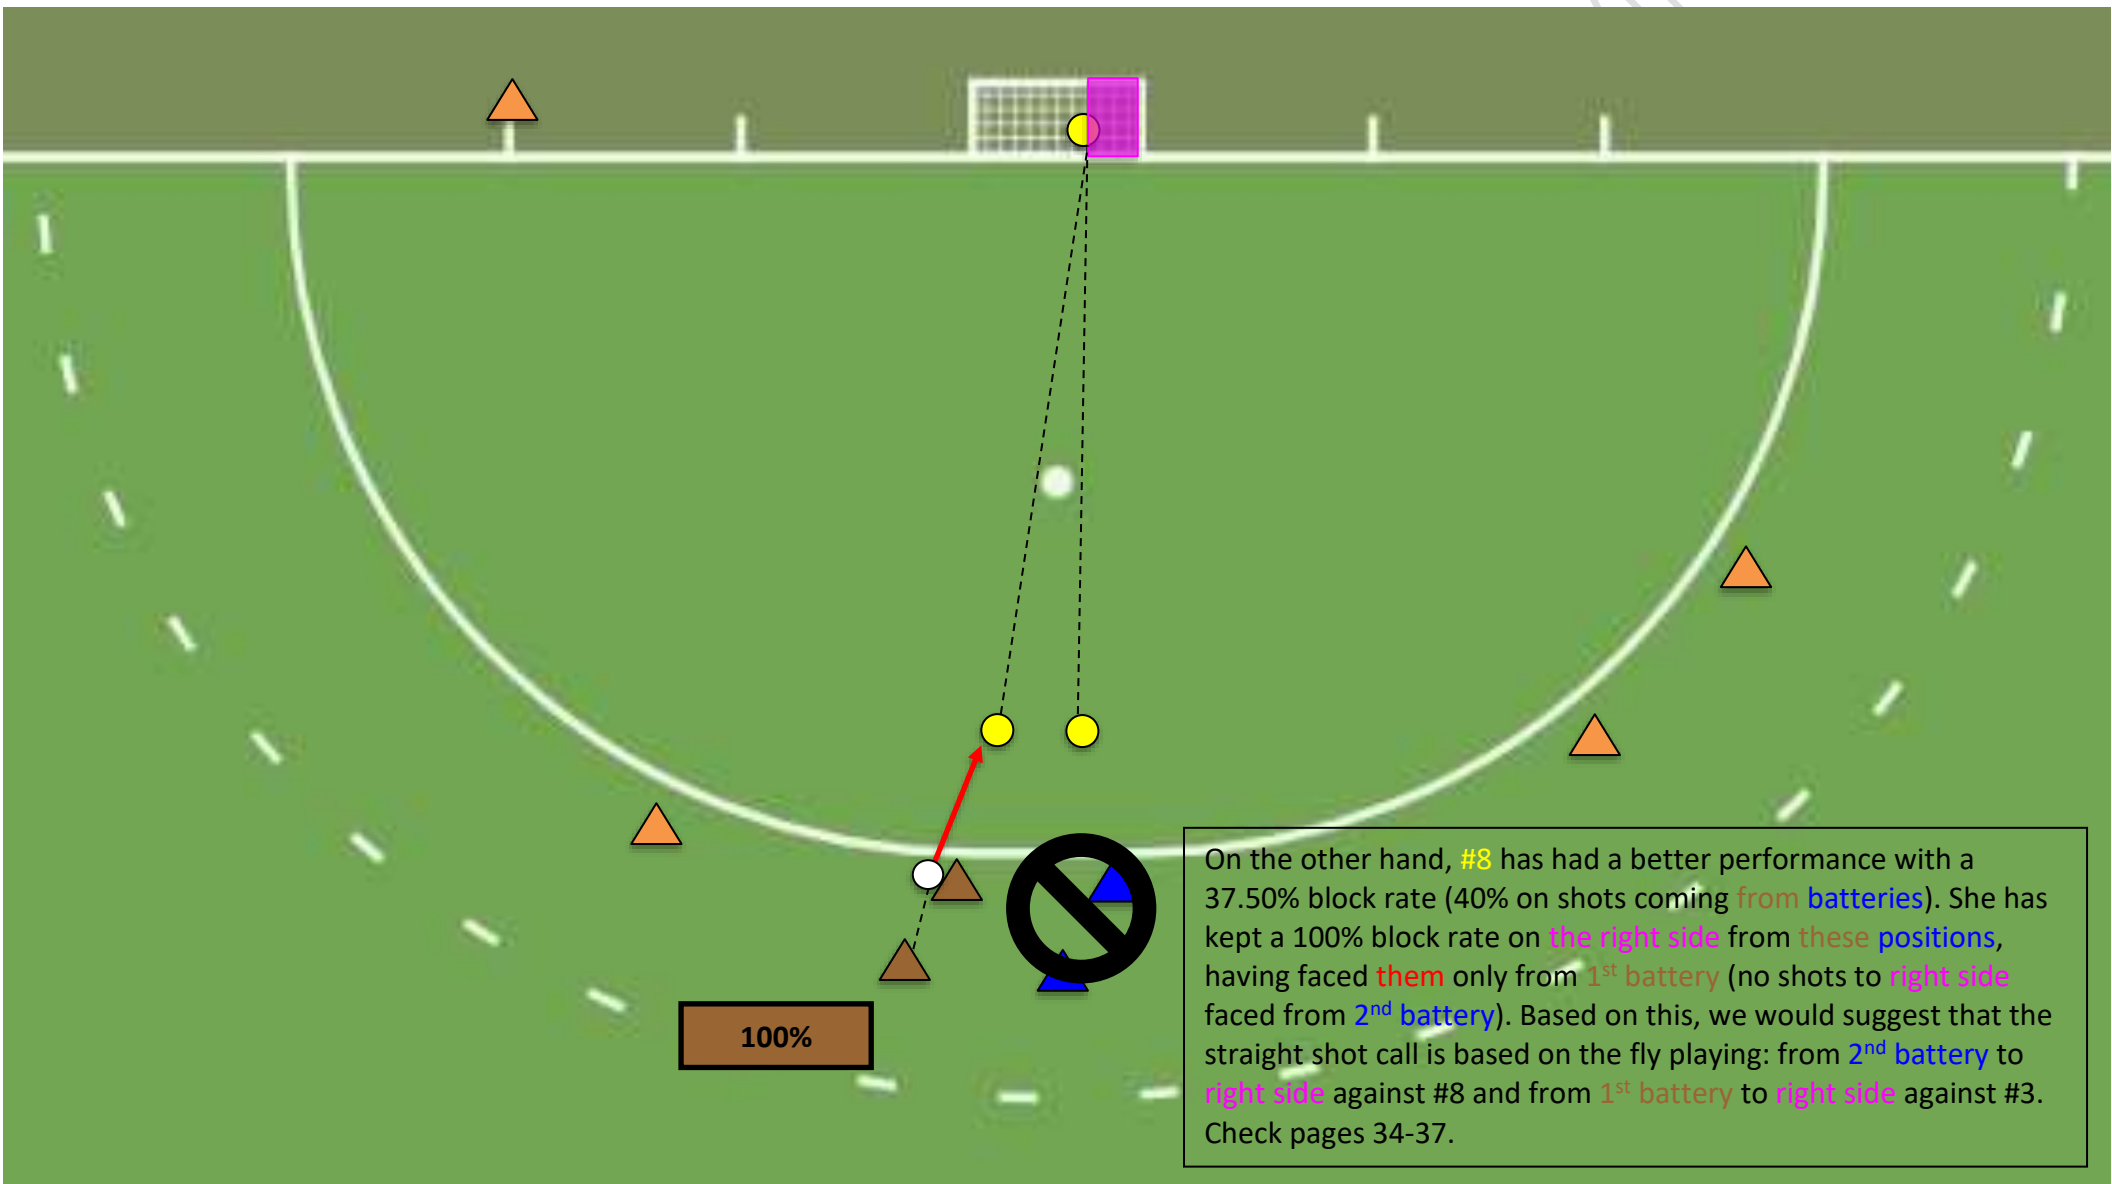 On the other hand, #8 has had a better performance with a
37.50% block rate (40% on shots coming from batteries). She has
kept a 100% block rate on the right side from these positions,
having faced them only from 1st battery (no shots to right side
faced from 2nd battery). Based on this, we would suggest that the
straight shot call is based on the fly playing: from 2nd battery to
right side against #8 and from 1st battery to right side against #3.
Check pages 34-37.
100%